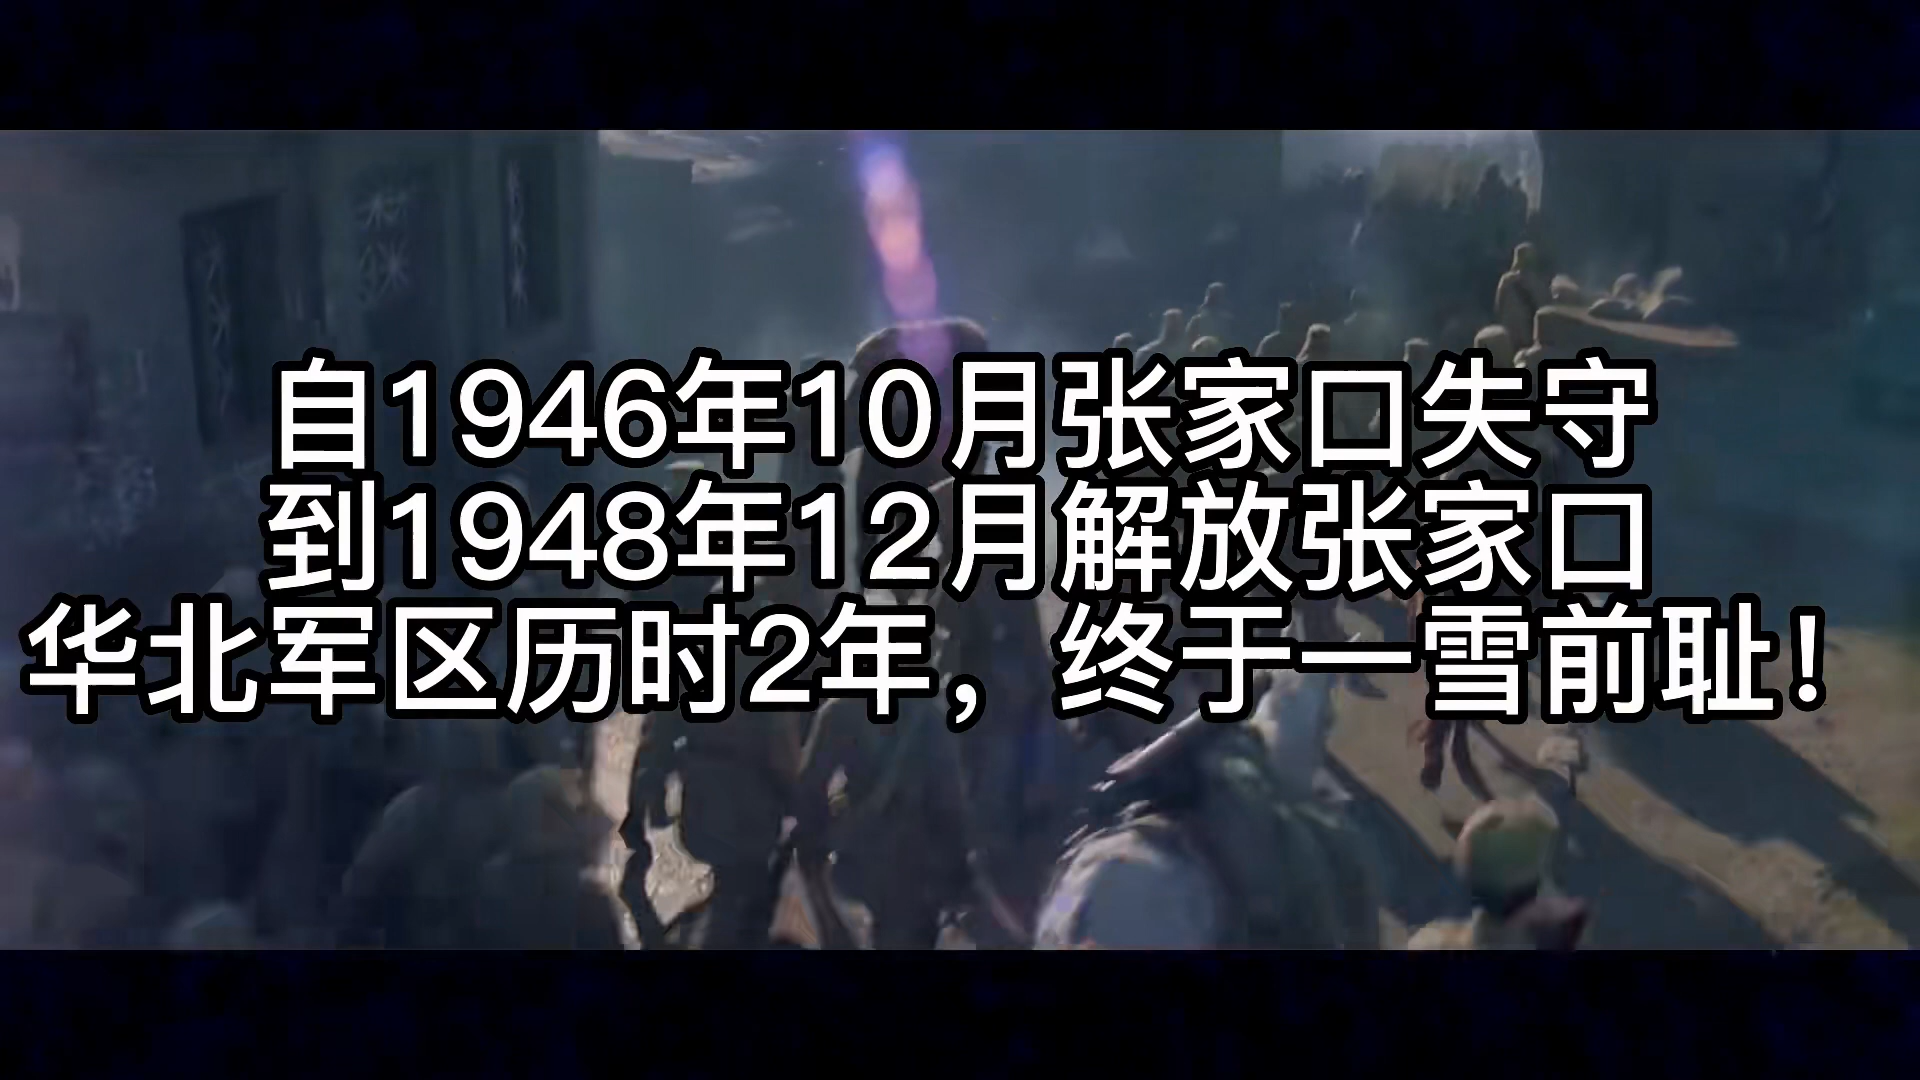 自1946年10月张家口失守
到1948年12月解放张家口
华北军区历时2年，终于一雪前耻！